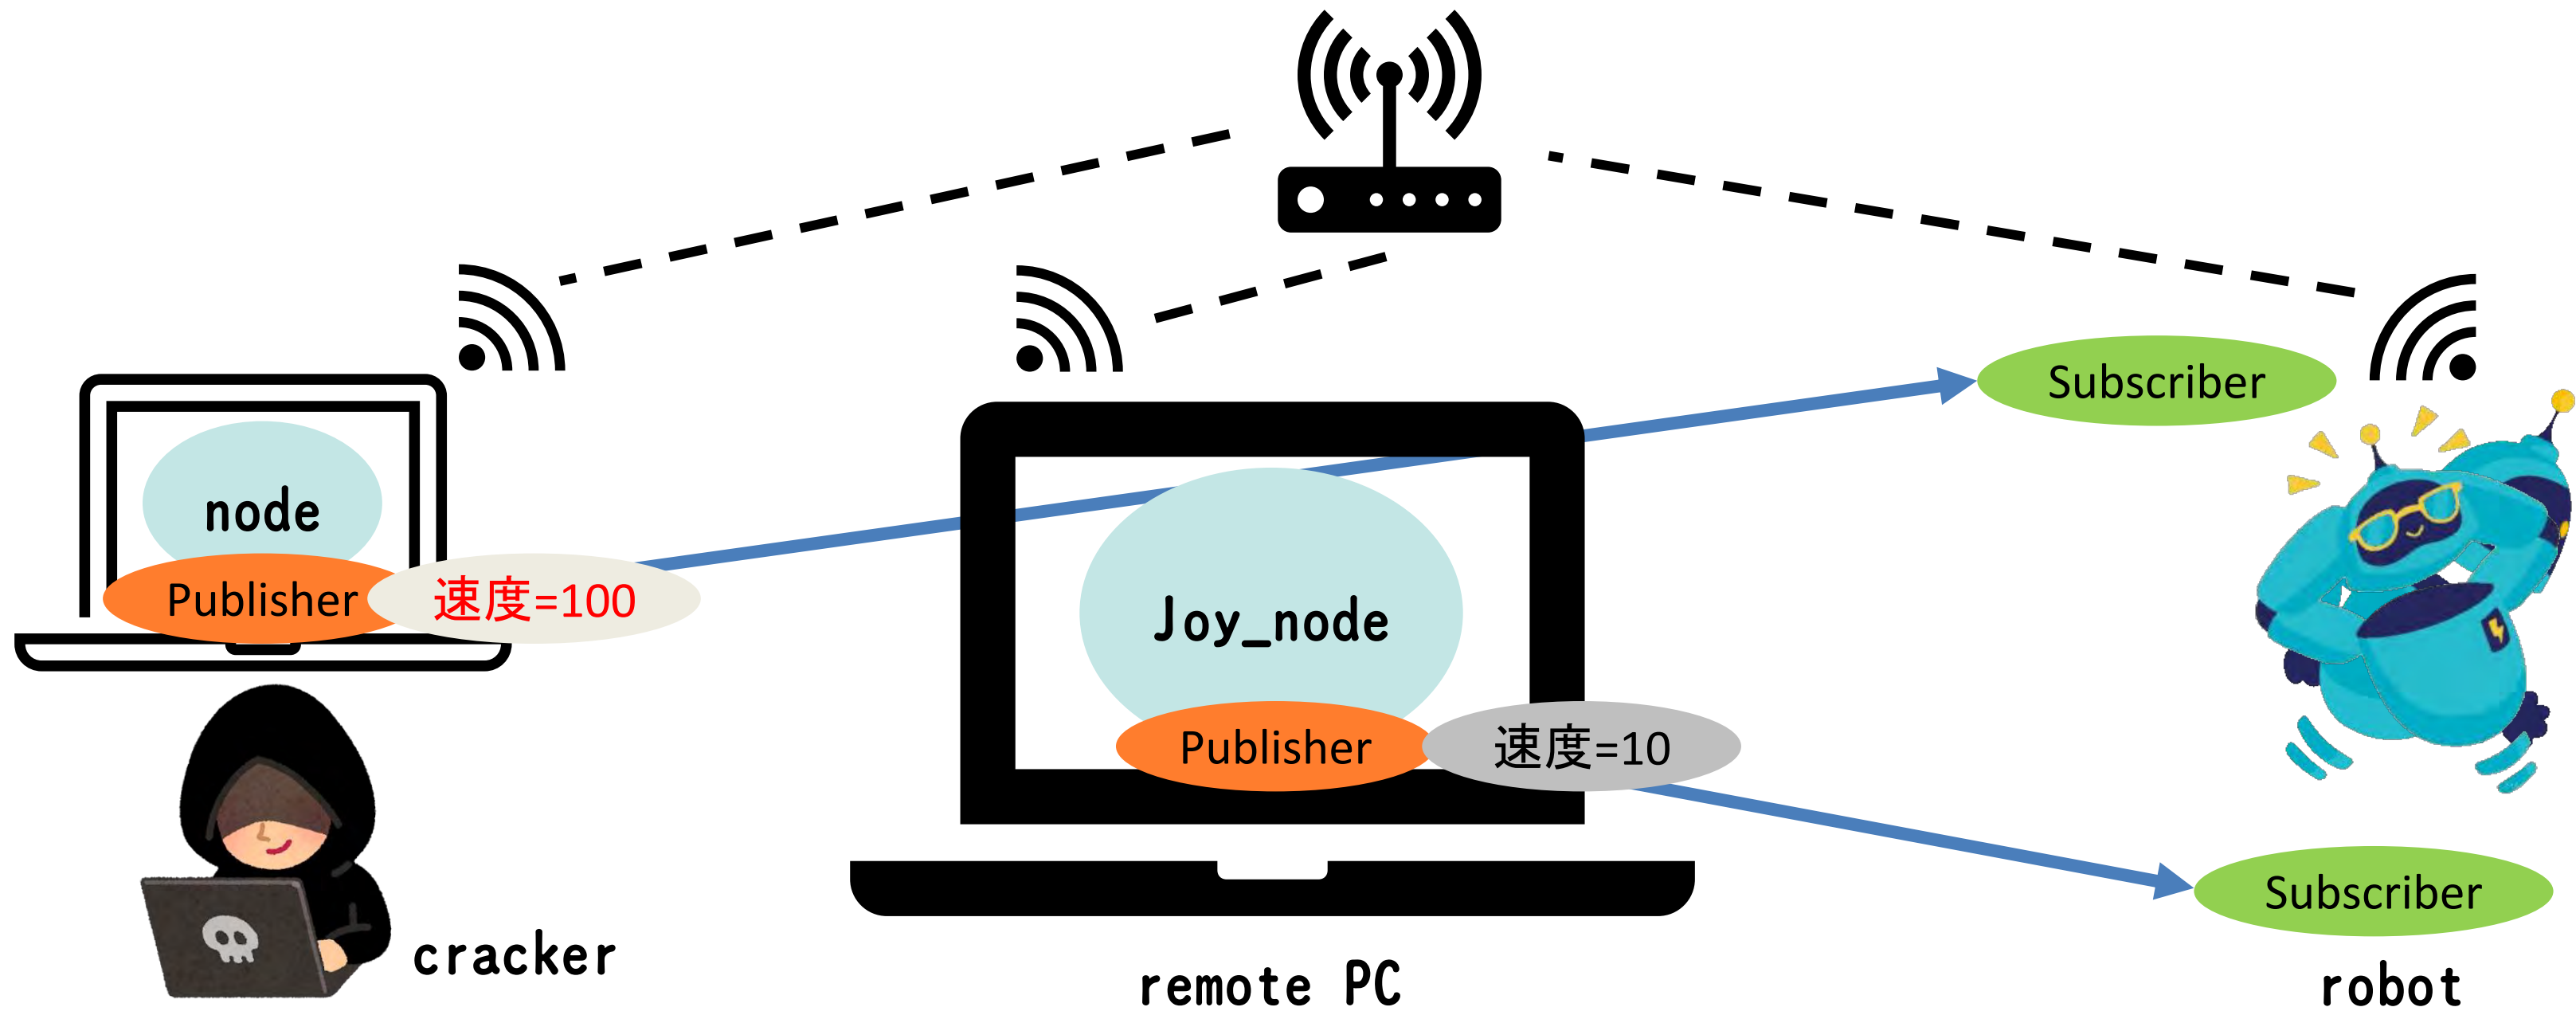 Subscriber
node
Publisher
速度=100
Joy_node
Publisher
速度=10
Subscriber
cracker
remote PC
robot